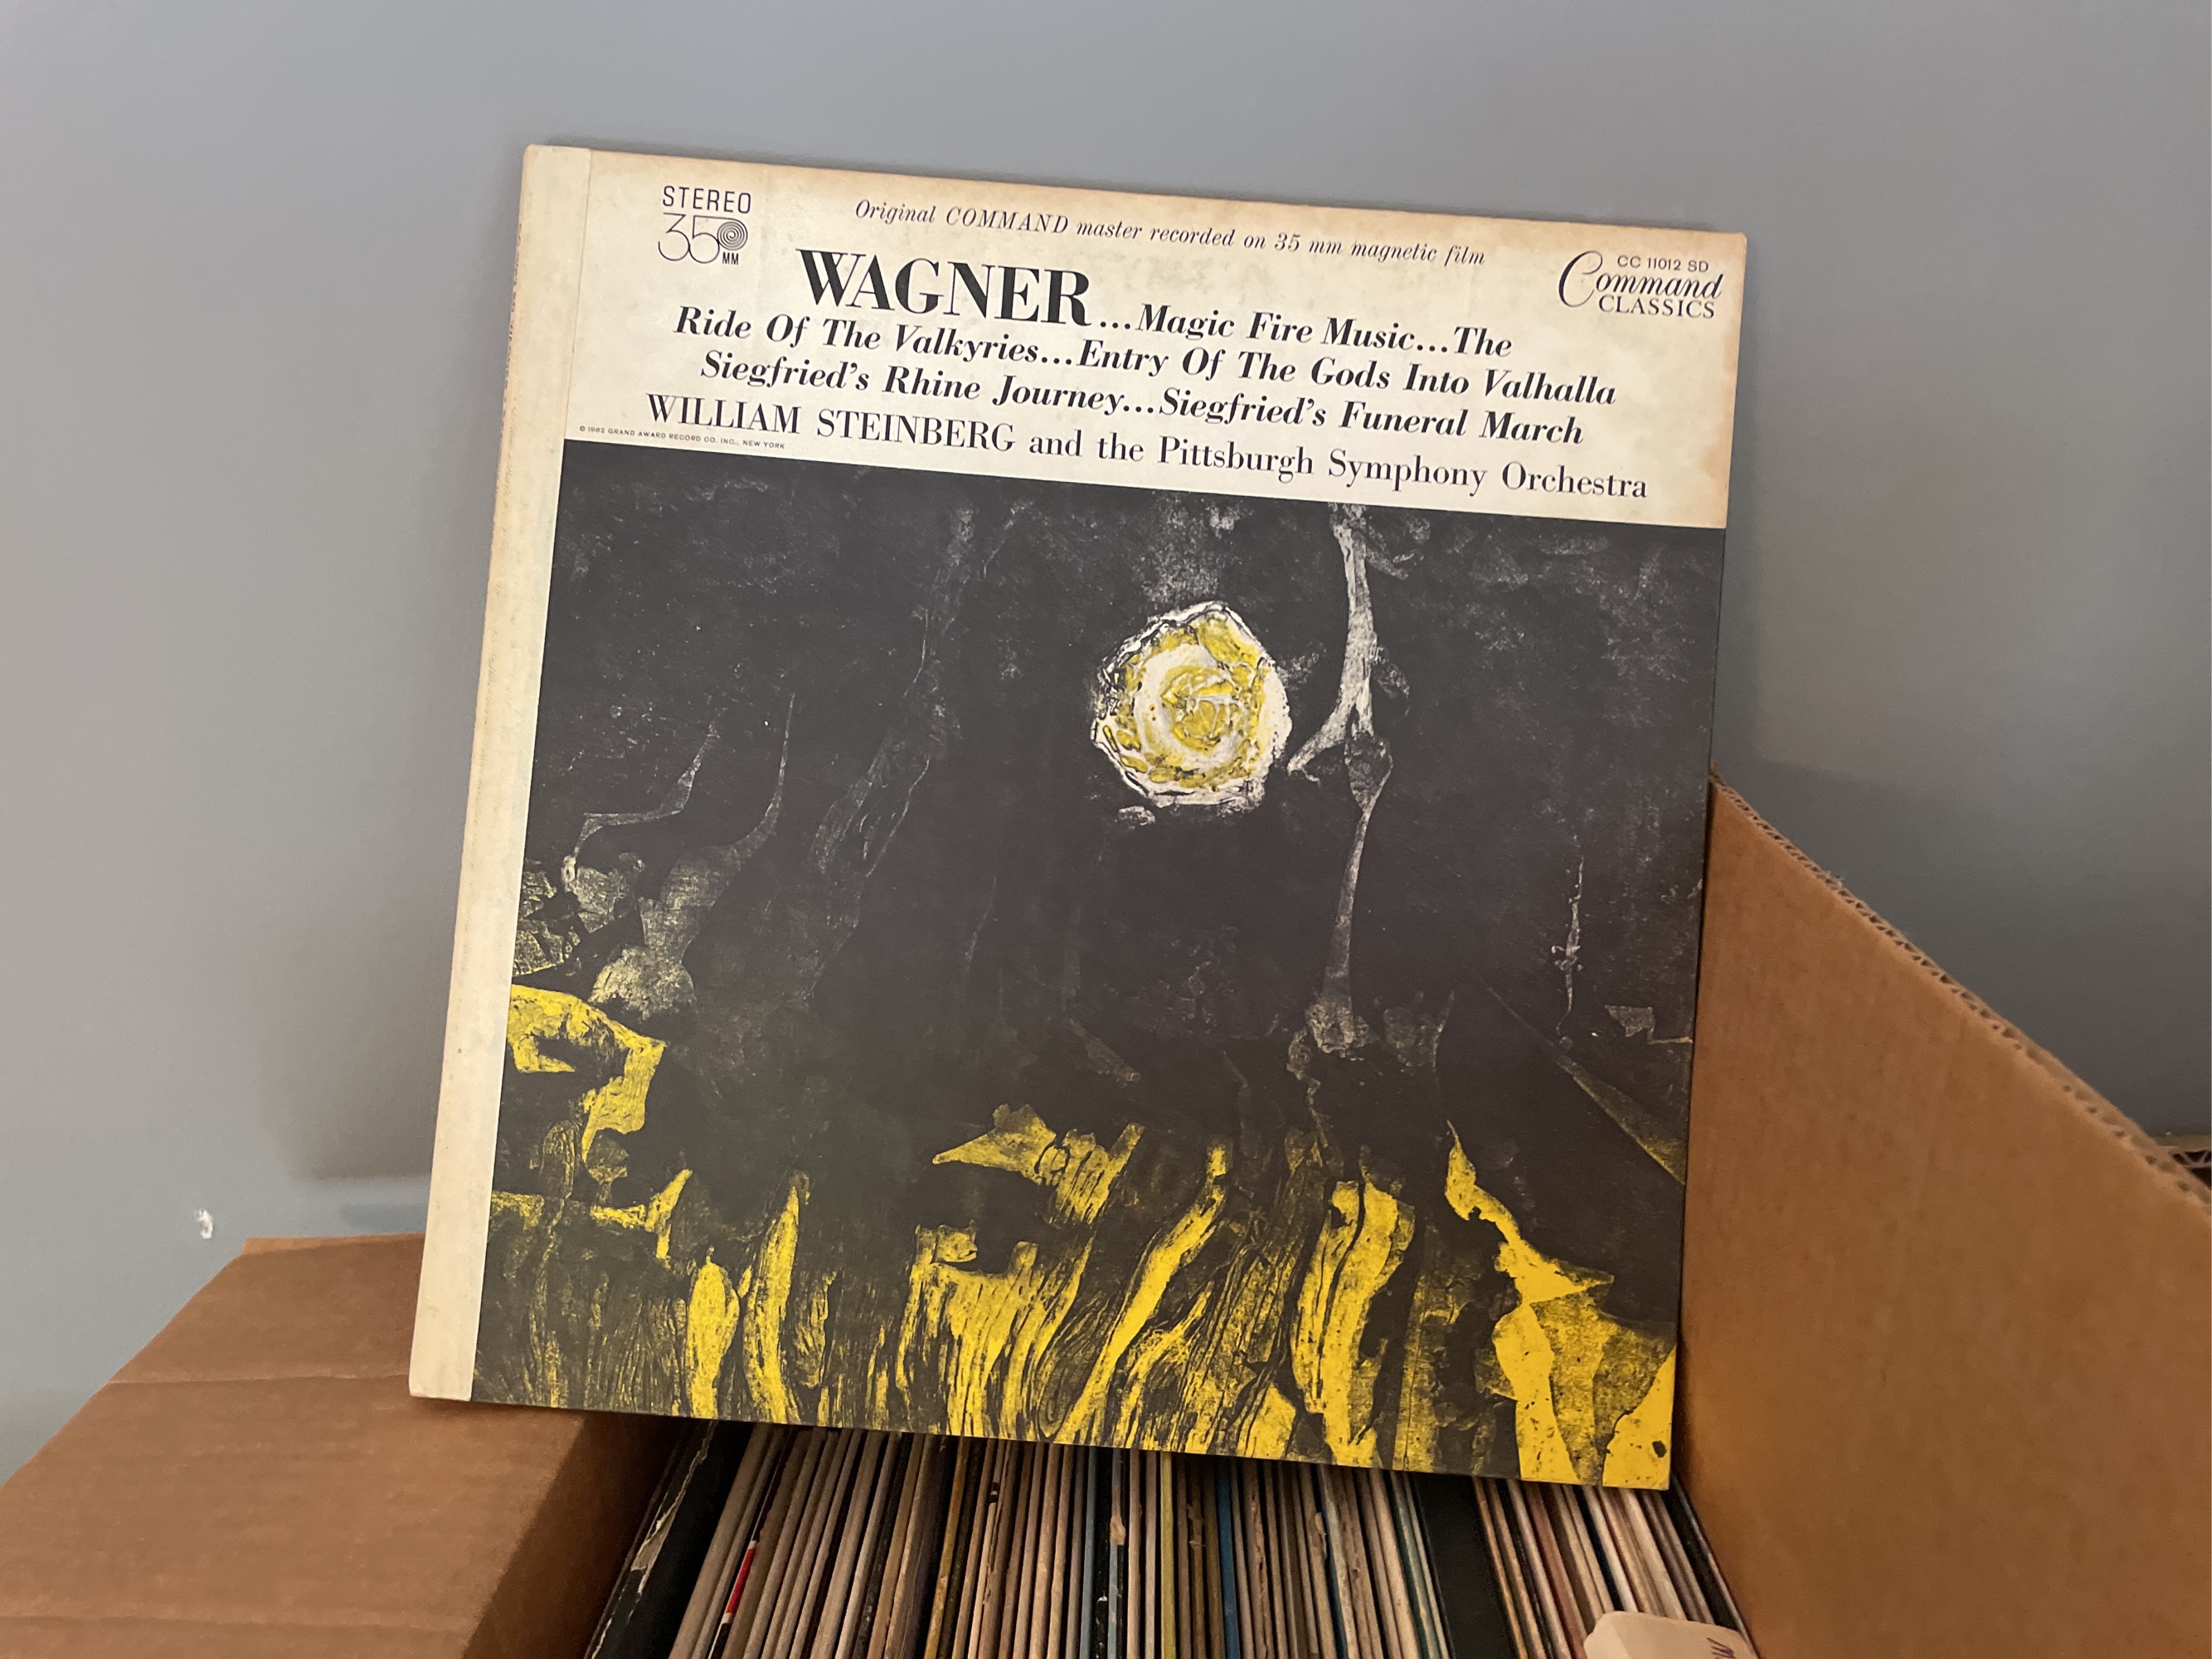 STEREO
35
MM
Original COMMAND master recorded on 35 mm magnetic film
CC 11012 SD
Command
CLASSICS
WAGNER...Magic Fire Music...The
Ride Of The Valkyries...Entry Of The Gods Into Valhalla
Siegfried's Rhine Journey...Siegfried's Funeral March
WILLIAM STEINBERG and the Pittsburgh Symphony Orchestra
© 1962 GRAND AWARD RECORD CO. INC., NEW YORK